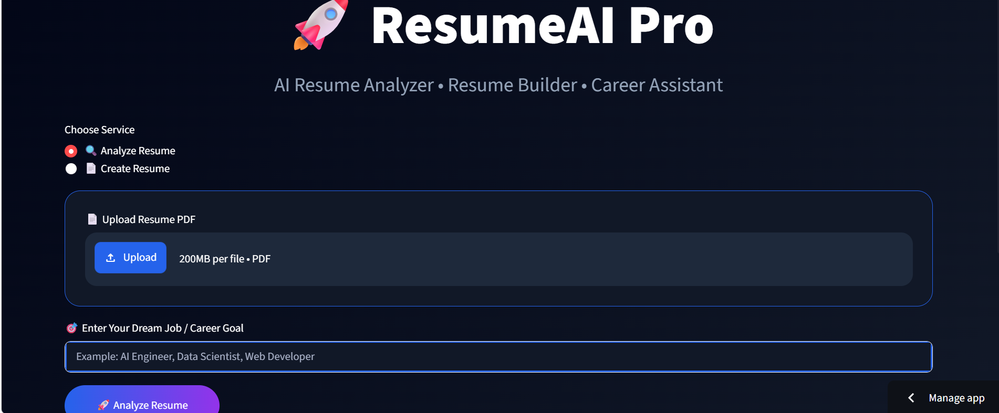 ResumeAI Pro
AI Resume Analyzer • Resume Builder • Career Assistant
Choose Service
Analyze Resume
Create Resume
Upload Resume PDF
Upload 200MB per file • PDF
Enter Your Dream Job / Career Goal
Example: AI Engineer, Data Scientist, Web Developer
Analyze Resume
Manage app